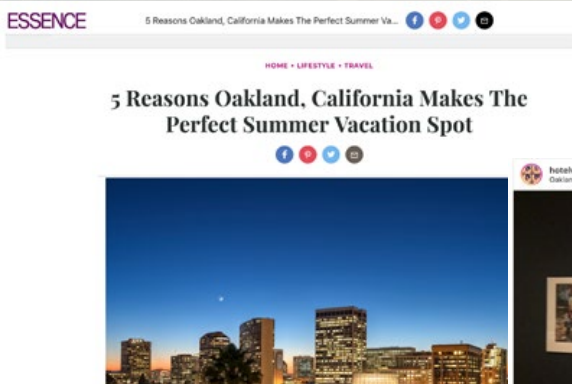 ESSENCE
5 Reasons Oakland, California Makes The Perfect Summer Va...
HOME • LIFESTYLE • TRAVEL
5 Reasons Oakland, California Makes The
Perfect Summer Vacation Spot